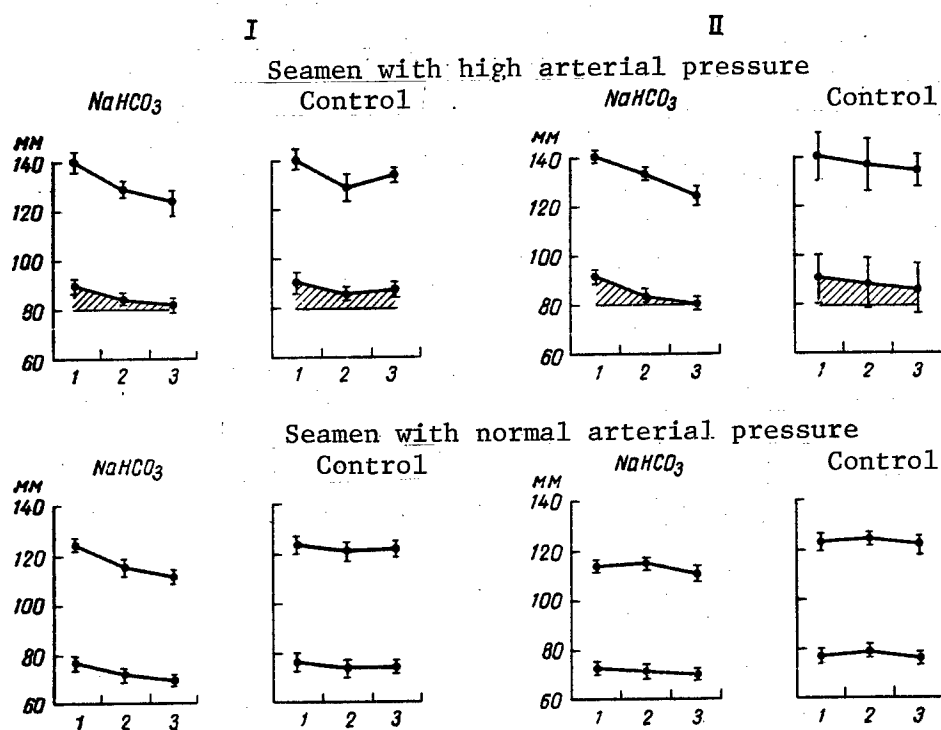 I II
Seamen with high arterial pressure
NaHCO3 Control NaHCO3 Control
MM MM
140 140
120 120
100 100
80 80
60 60
1 2 3 1 2 3 1 2 3 1 2 3
Seamen with normal arterial pressure
NaHCO3 Control NaHCO3 Control
MM MM
140 140
120 120
100 100
80 80
60 60
1 2 3 1 2 3 1 2 3 1 2 3